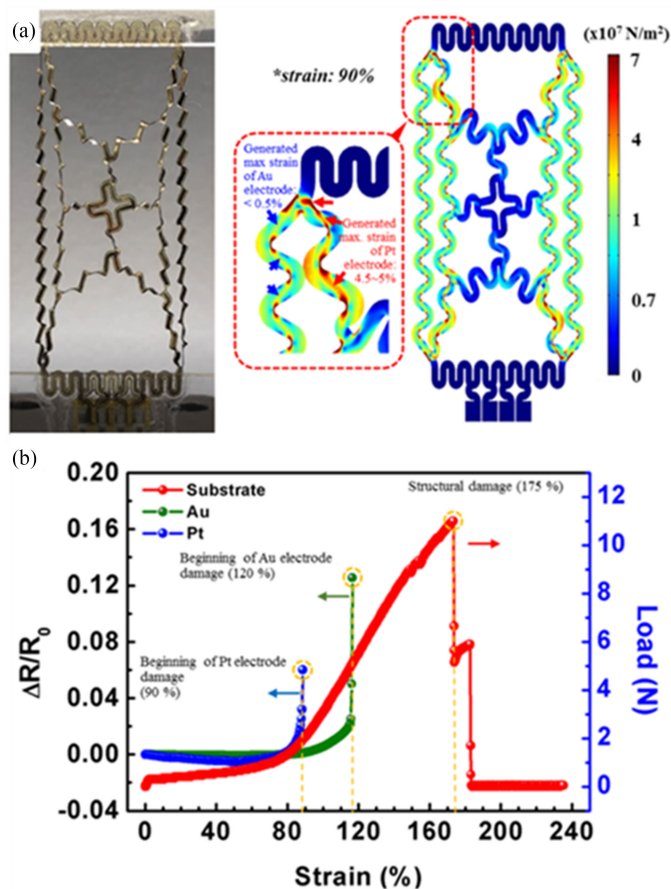 (a)
(x10⁷ N/m²)
*strain: 90%
7
4
1
0.7
0
Generated
max strain
of Au
electrode:
< 0.5%
Generated
max. strain
of Pt
electrode:
4.5~5%
(b)
0.20
0.16
0.12
0.08
0.04
0.00
-0.04
ΔR/R₀
Substrate
Au
Pt
Structural damage (175 %)
Beginning of Au electrode
damage (120 %)
Beginning of Pt electrode
damage
(90 %)
12
10
8
6
4
2
0
Load (N)
0
40
80
120
160
200
240
Strain (%)